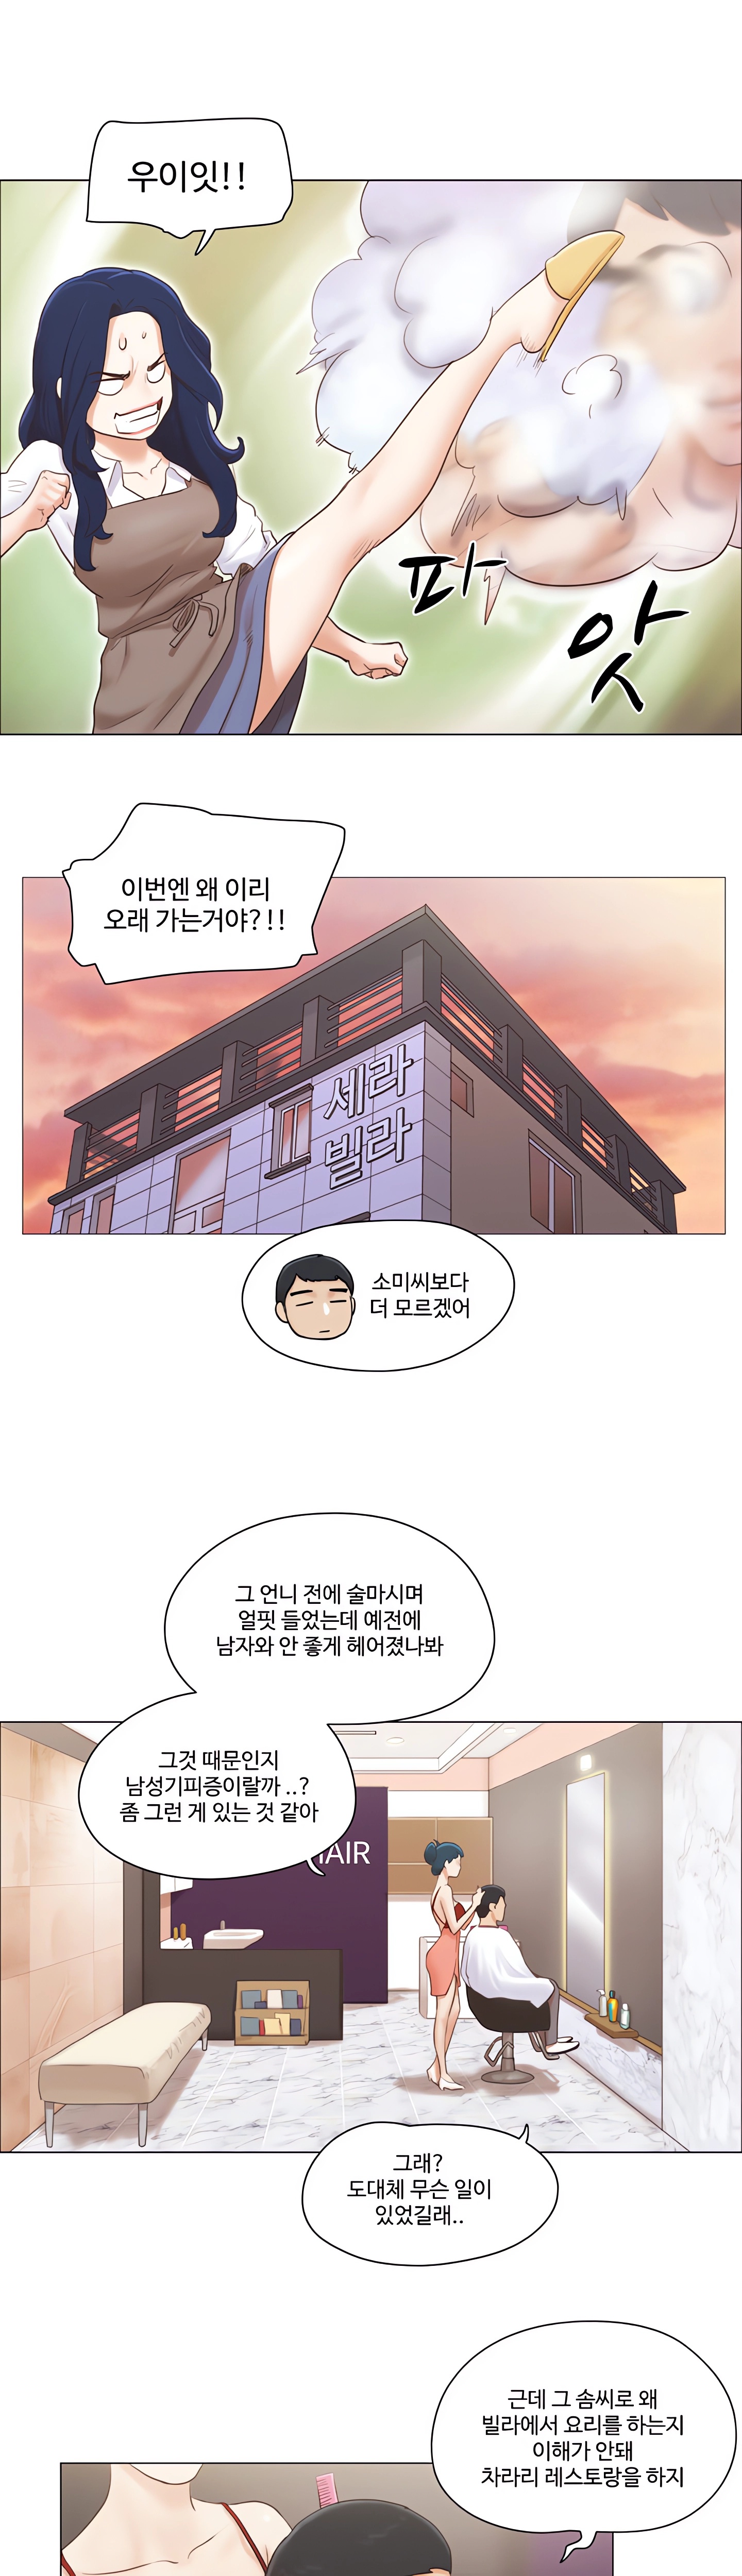 우이잇!!
파
앗
이번엔 왜 이리
오래 가는거야?!!
세라
빌라
소미씨보다
더 모르겠어
그 언니 전에 술마시며
얼핏 들었는데 예전에
남자와 안 좋게 헤어졌나봐
그것 때문인지
남성기피증이랄까 ..?
좀 그런 게 있는 것 같아
HAIR
그래?
도대체 무슨 일이
있었길래..
근데 그 솜씨로 왜
빌라에서 요리를 하는지
이해가 안돼
차라리 레스토랑을 하지